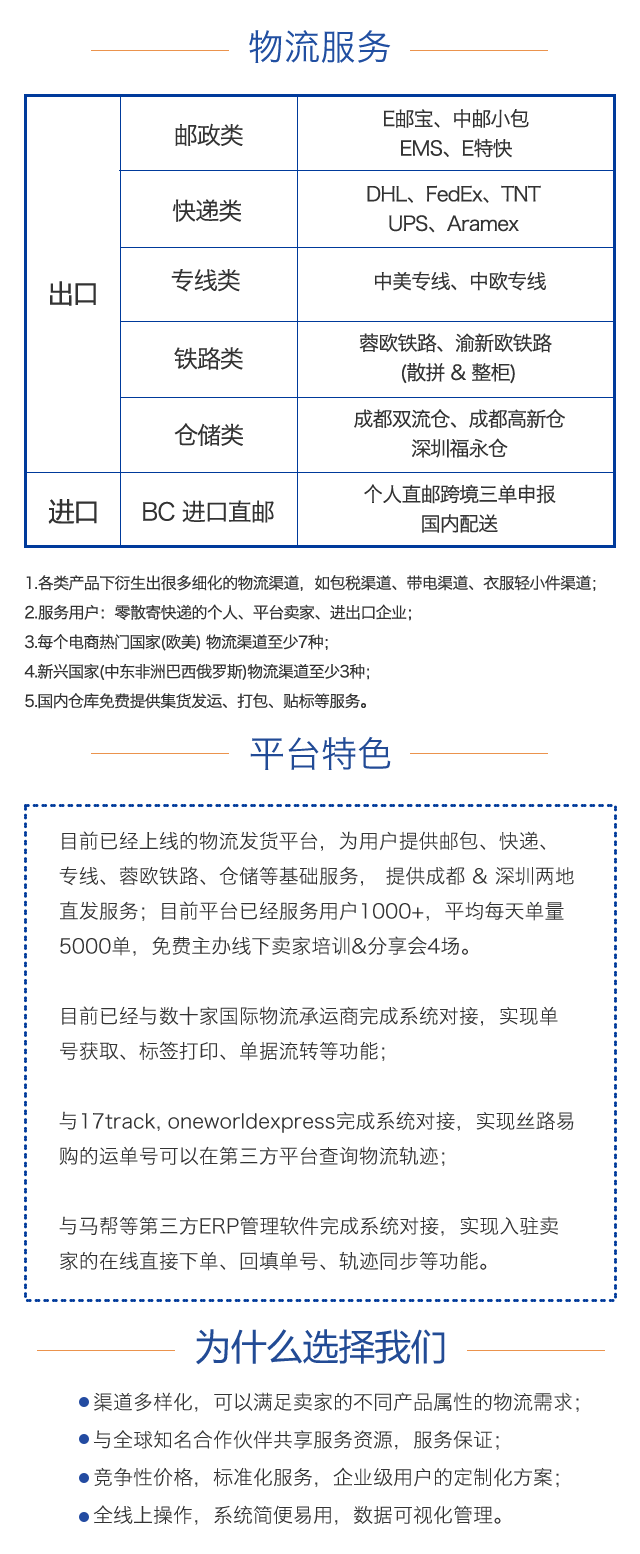 物流服务
出口
邮政类
E邮宝、中邮小包
EMS、E特快
快递类
DHL、FedEx、TNT
UPS、Aramex
专线类
中美专线、中欧专线
铁路类
蓉欧铁路、渝新欧铁路
(散拼 & 整柜)
仓储类
成都双流仓、成都高新仓
深圳福永仓
进口
BC 进口直邮
个人直邮跨境三单申报
国内配送
1.各类产品下衍生出很多细化的物流渠道，如包税渠道、带电渠道、衣服轻小件渠道；
2.服务用户：零散寄快递的个人、平台卖家、进出口企业；
3.每个电商热门国家(欧美) 物流渠道至少7种；
4.新兴国家(中东非洲巴西俄罗斯)物流渠道至少3种；
5.国内仓库免费提供集货发运、打包、贴标等服务。
平台特色
目前已经上线的物流发货平台，为用户提供邮包、快递、
专线、蓉欧铁路、仓储等基础服务， 提供成都 & 深圳两地
直发服务；目前平台已经服务用户1000+，平均每天单量
5000单，免费主办线下卖家培训&分享会4场。
目前已经与数十家国际物流承运商完成系统对接，实现单
号获取、标签打印、单据流转等功能；
与17track, oneworldexpress完成系统对接，实现丝路易
购的运单号可以在第三方平台查询物流轨迹；
与马帮等第三方ERP管理软件完成系统对接，实现入驻卖
家的在线直接下单、回填单号、轨迹同步等功能。
为什么选择我们
●渠道多样化，可以满足卖家的不同产品属性的物流需求；
●与全球知名合作伙伴共享服务资源，服务保证；
●竞争性价格，标准化服务，企业级用户的定制化方案；
●全线上操作，系统简便易用，数据可视化管理。